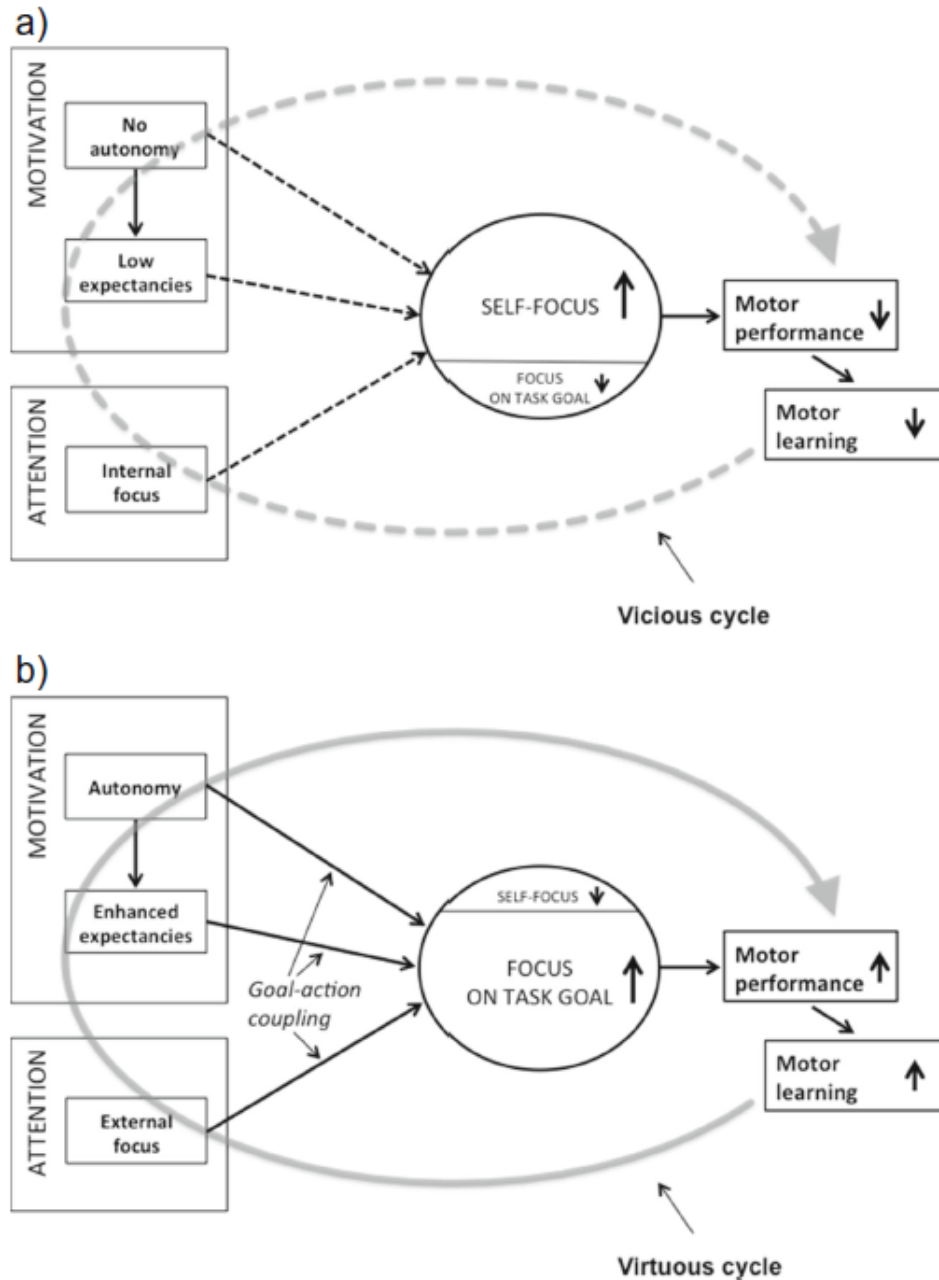 a)
MOTIVATION
No
autonomy
Low
expectancies
ATTENTION
Internal
focus
SELF-FOCUS
FOCUS
ON TASK GOAL
Motor
performance
Motor
learning
Vicious cycle
b)
MOTIVATION
Autonomy
Enhanced
expectancies
Goal-action
coupling
ATTENTION
External
focus
SELF-FOCUS
FOCUS
ON TASK GOAL
Motor
performance
Motor
learning
Virtuous cycle